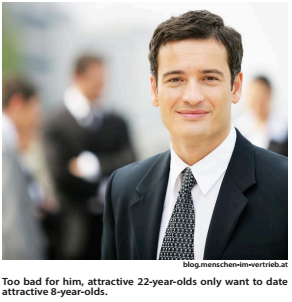 blog.menschen-im-vertrieb.at
Too bad for him, attractive 22-year-olds only want to date
attractive 8-year-olds.